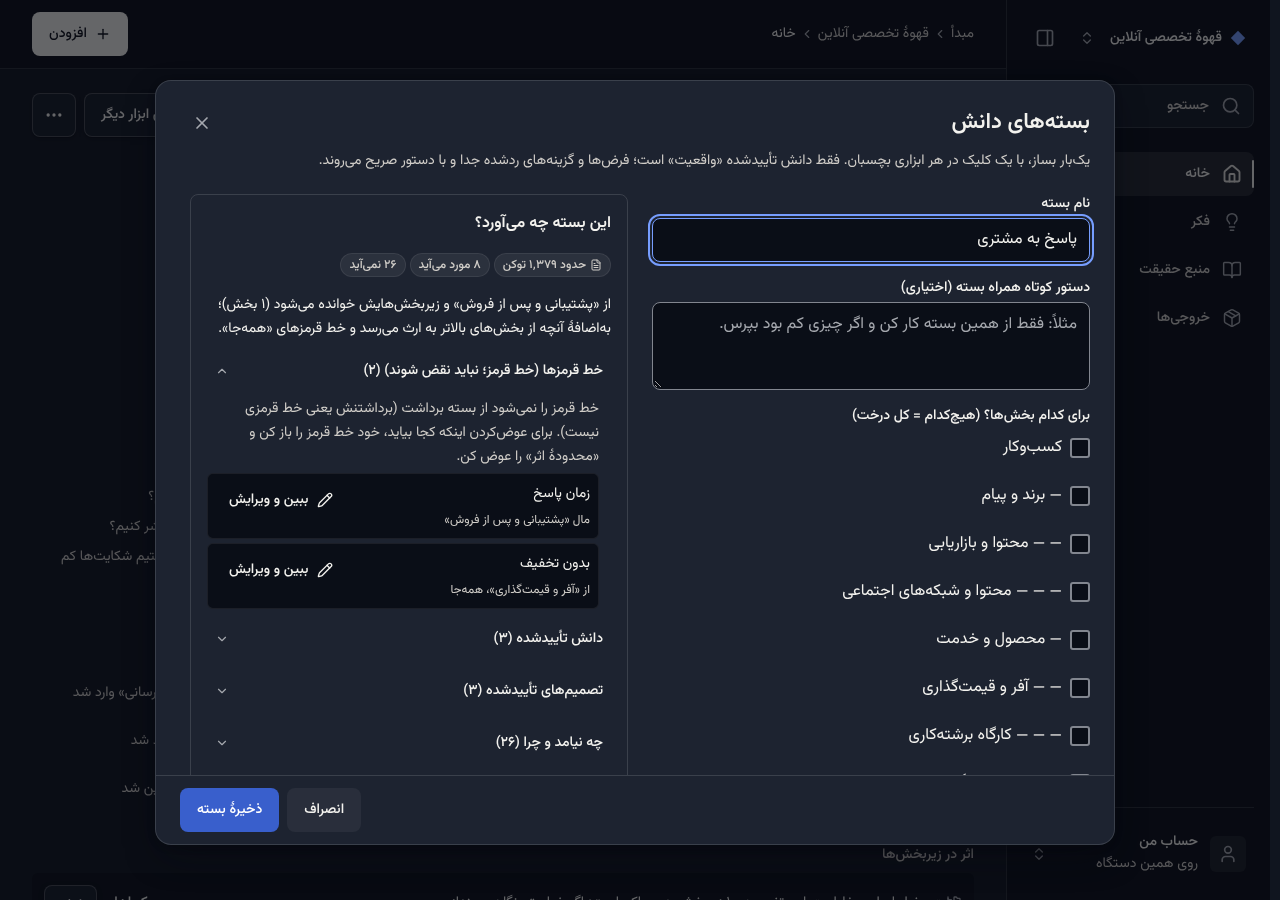 قهوهٔ تخصصی آنلاین
مبدأ › قهوهٔ تخصصی آنلاین › خانه
+ افزودن
جستجو
ابزار دیگر
خانه
فکر
منبع حقیقت
خروجی‌ها
بسته‌های دانش
یک‌بار بساز، با یک کلیک در هر ابزاری بچسبان. فقط دانش تأییدشده «واقعیت» است؛ فرض‌ها و گزینه‌های ردشده جدا و با دستور صریح می‌روند.
نام بسته
پاسخ به مشتری
دستور کوتاه همراه بسته (اختیاری)
مثلاً: فقط از همین بسته کار کن و اگر چیزی کم بود بپرس.
برای کدام بخش‌ها؟ (هیچ‌کدام = کل درخت)
کسب‌وکار
— برند و پیام
— — محتوا و بازاریابی
— — — محتوا و شبکه‌های اجتماعی
— محصول و خدمت
— — آفر و قیمت‌گذاری
— — — کارگاه برشته‌کاری
این بسته چه می‌آورد؟
حدود ۱٬۳۷۹ توکن
۸ مورد می‌آید
۲۶ نمی‌آید
از «پشتیبانی و پس از فروش» و زیربخش‌هایش خوانده می‌شود (۱ بخش)؛
به‌اضافهٔ آنچه از بخش‌های بالاتر به ارث می‌رسد و خط قرمزهای «همه‌جا».
خط قرمزها (خط قرمز؛ نباید نقض شوند) (۲)
خط قرمز را نمی‌شود از بسته برداشت (برداشتنش یعنی خط قرمزی
نیست). برای عوض‌کردن اینکه کجا بیاید، خود خط قرمز را باز کن و
«محدودهٔ اثر» را عوض کن.
زمان پاسخ
مال «پشتیبانی و پس از فروش»
ببین و ویرایش
بدون تخفیف
از «آفر و قیمت‌گذاری»، همه‌جا
ببین و ویرایش
دانش تأییدشده (۳)
تصمیم‌های تأییدشده (۳)
چه نیامد و چرا (۲۶)
انصراف
ذخیرهٔ بسته
کنیم؟
شکایت‌ها کم
وارد شد
شد
شد
حساب من
روی همین دستگاه
اثر در زیربخش‌ها